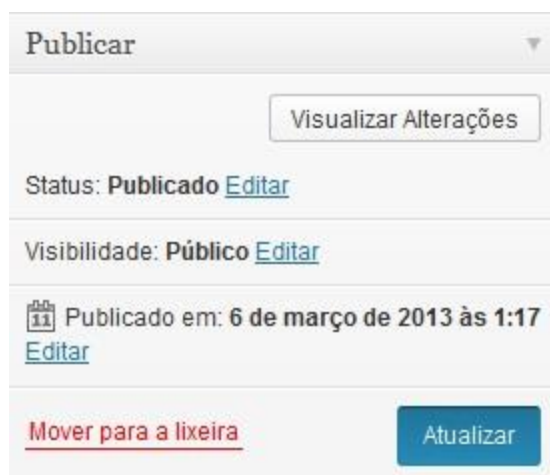 Publicar
Visualizar Alterações
Status: Publicado Editar
Visibilidade: Público Editar
11 Publicado em: 6 de março de 2013 às 1:17
Editar
Mover para a lixeira Atualizar